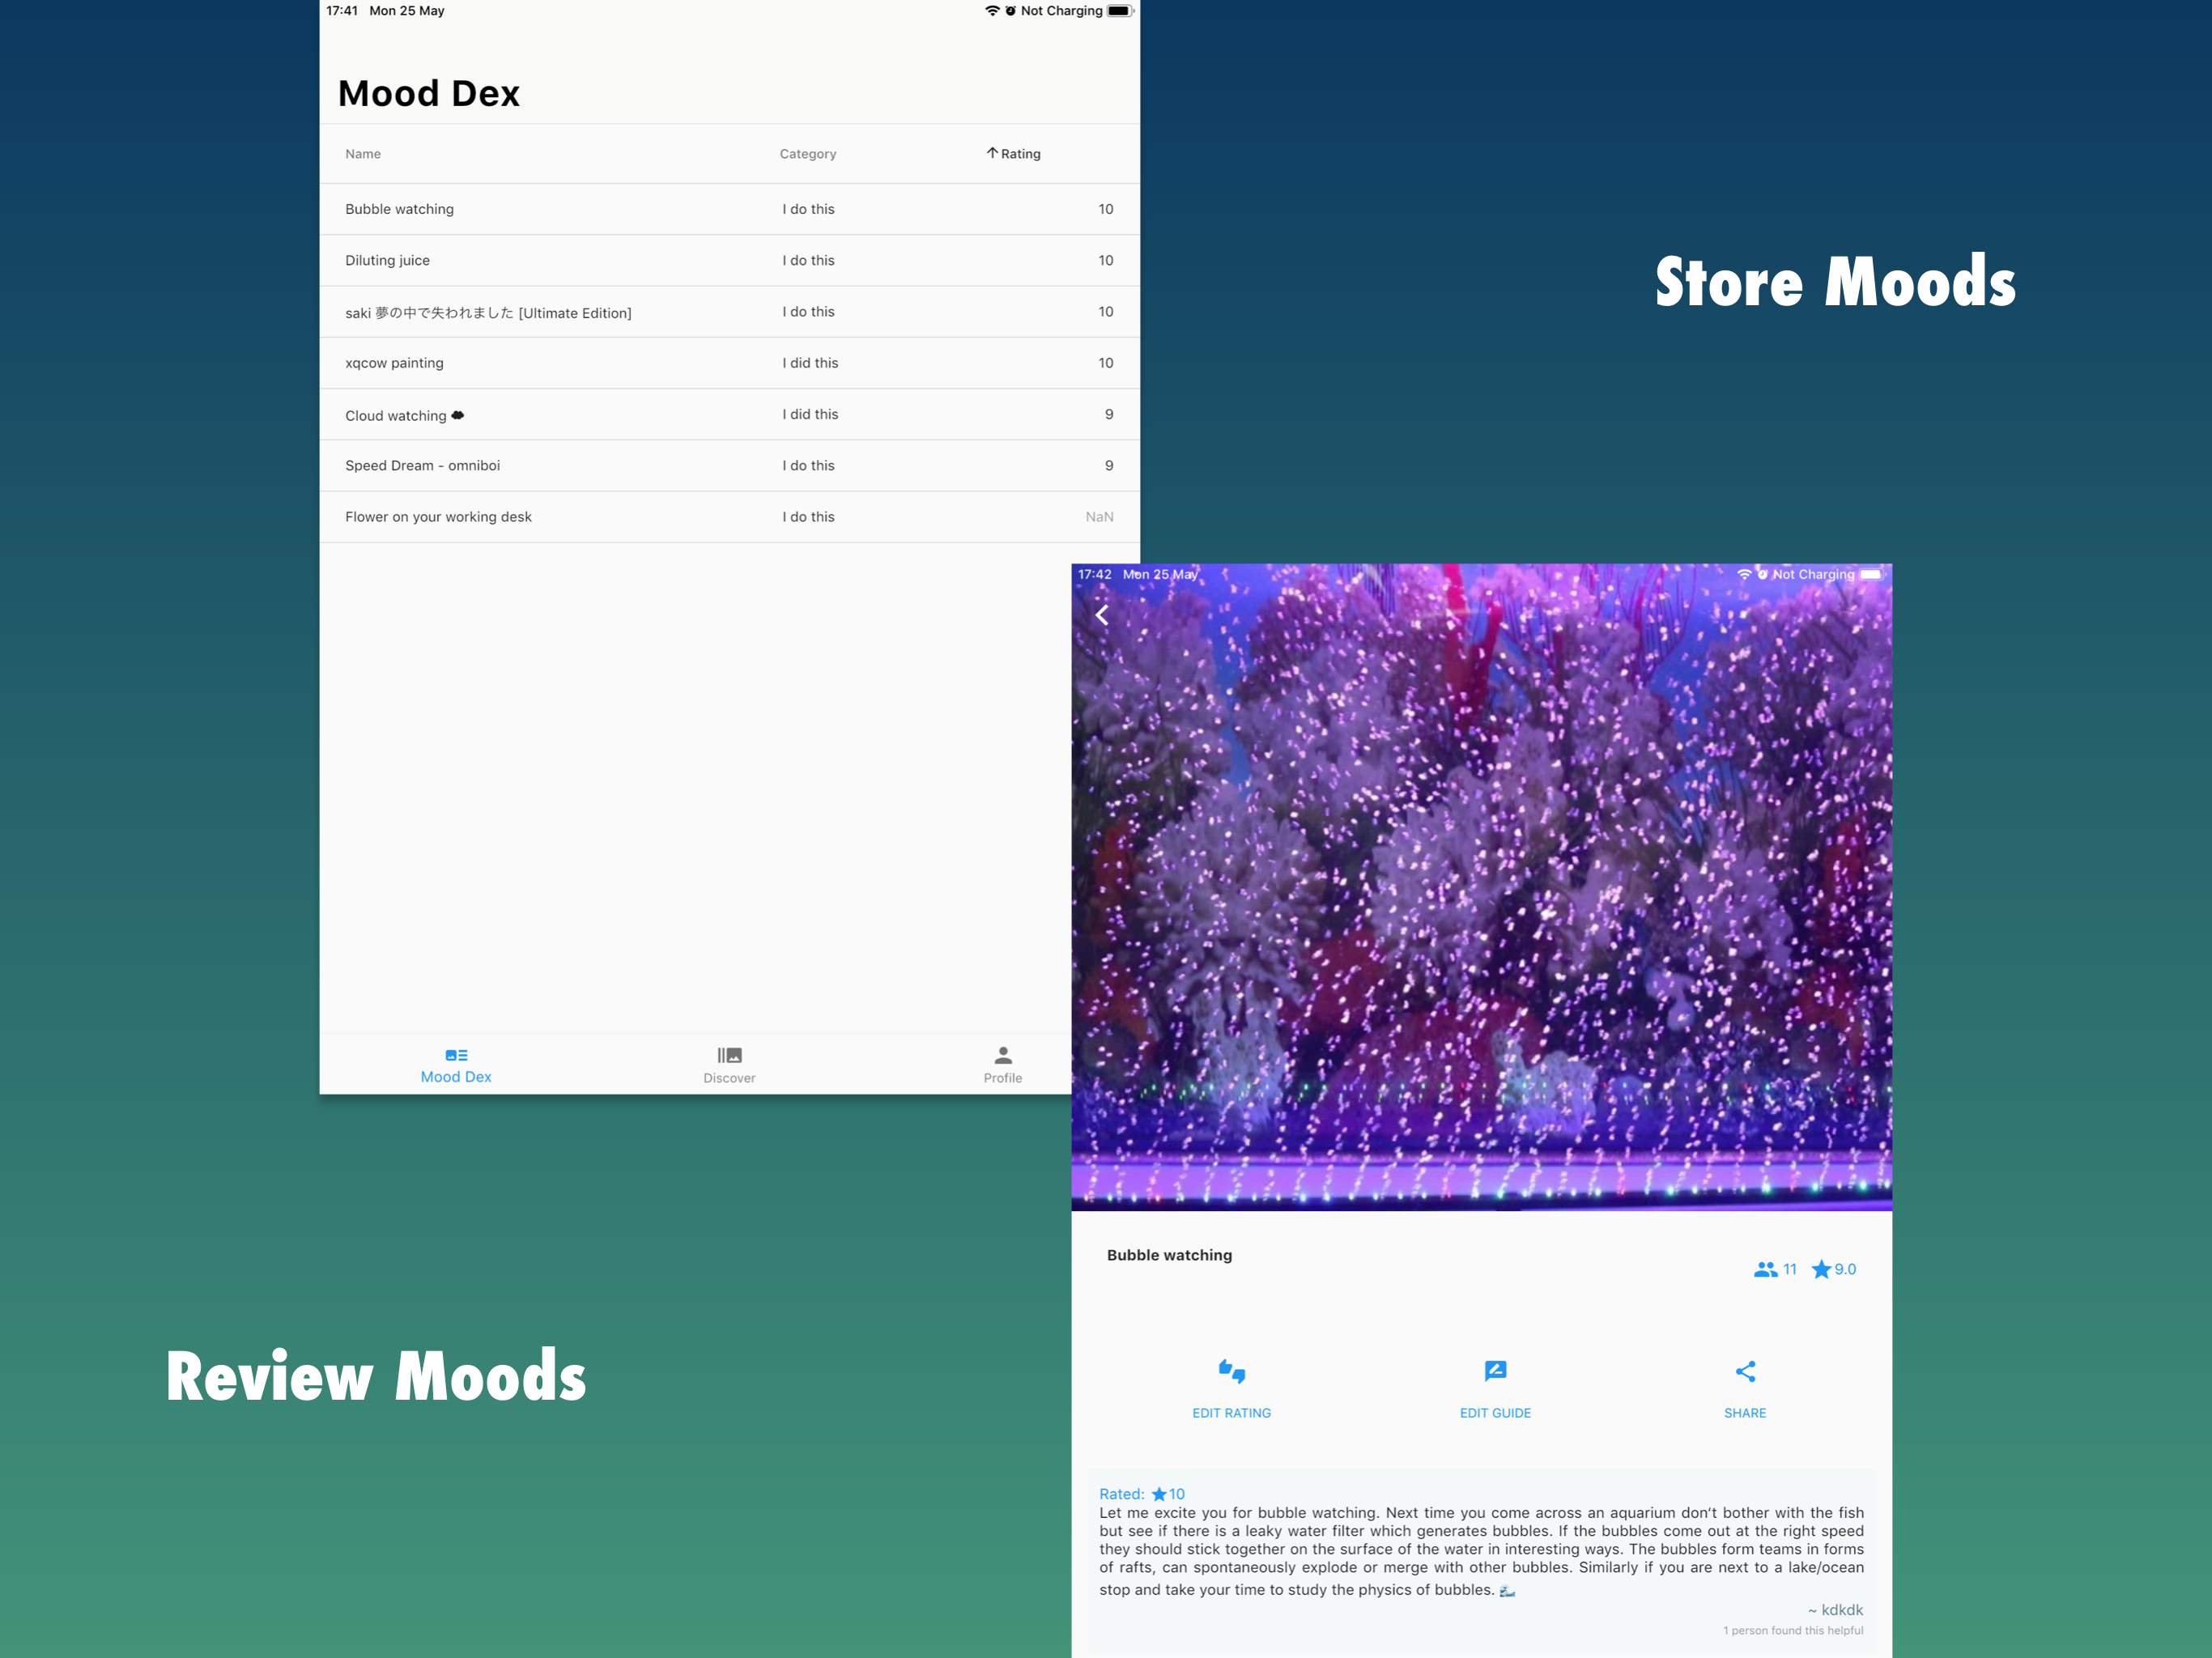 17:41 Mon 25 May
Not Charging
Mood Dex
Name Category ↑ Rating
Bubble watching I do this 10
Diluting juice I do this 10
saki 夢の中で失われました [Ultimate Edition] I do this 10
xqcow painting I did this 10
Cloud watching ☁ I did this 9
Speed Dream - omniboi I do this 9
Flower on your working desk I do this NaN
Mood Dex Discover Profile
Store Moods
17:42 Mon 25 May
Not Charging
Bubble watching
11 ★ 9.0
EDIT RATING EDIT GUIDE SHARE
Rated: ★ 10
Let me excite you for bubble watching. Next time you come across an aquarium don't bother with the fish
but see if there is a leaky water filter which generates bubbles. If the bubbles come out at the right speed
they should stick together on the surface of the water in interesting ways. The bubbles form teams in forms
of rafts, can spontaneously explode or merge with other bubbles. Similarly if you are next to a lake/ocean
stop and take your time to study the physics of bubbles. 🌊
~ kdkdk
1 person found this helpful
Review Moods